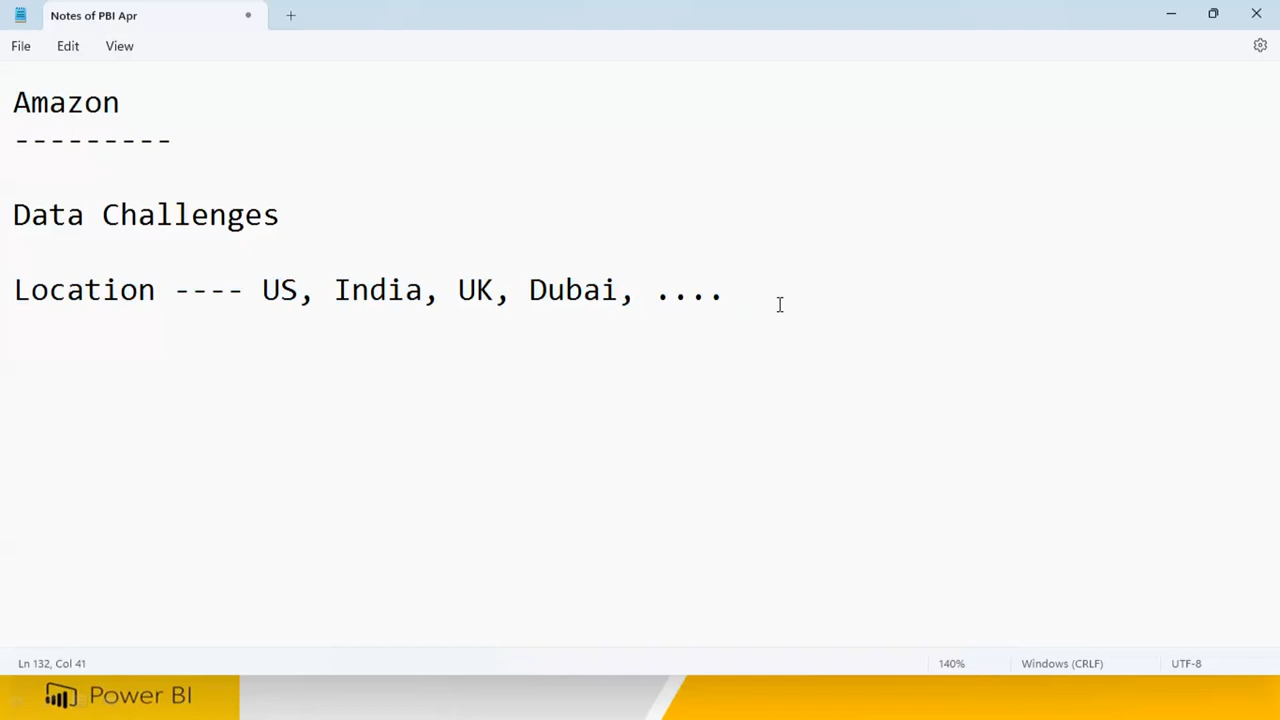 Notes of PBI Apr
File Edit View
Amazon
---------
Data Challenges
Location ---- US, India, UK, Dubai, ....
Ln 132, Col 41 140% Windows (CRLF) UTF-8
Power BI